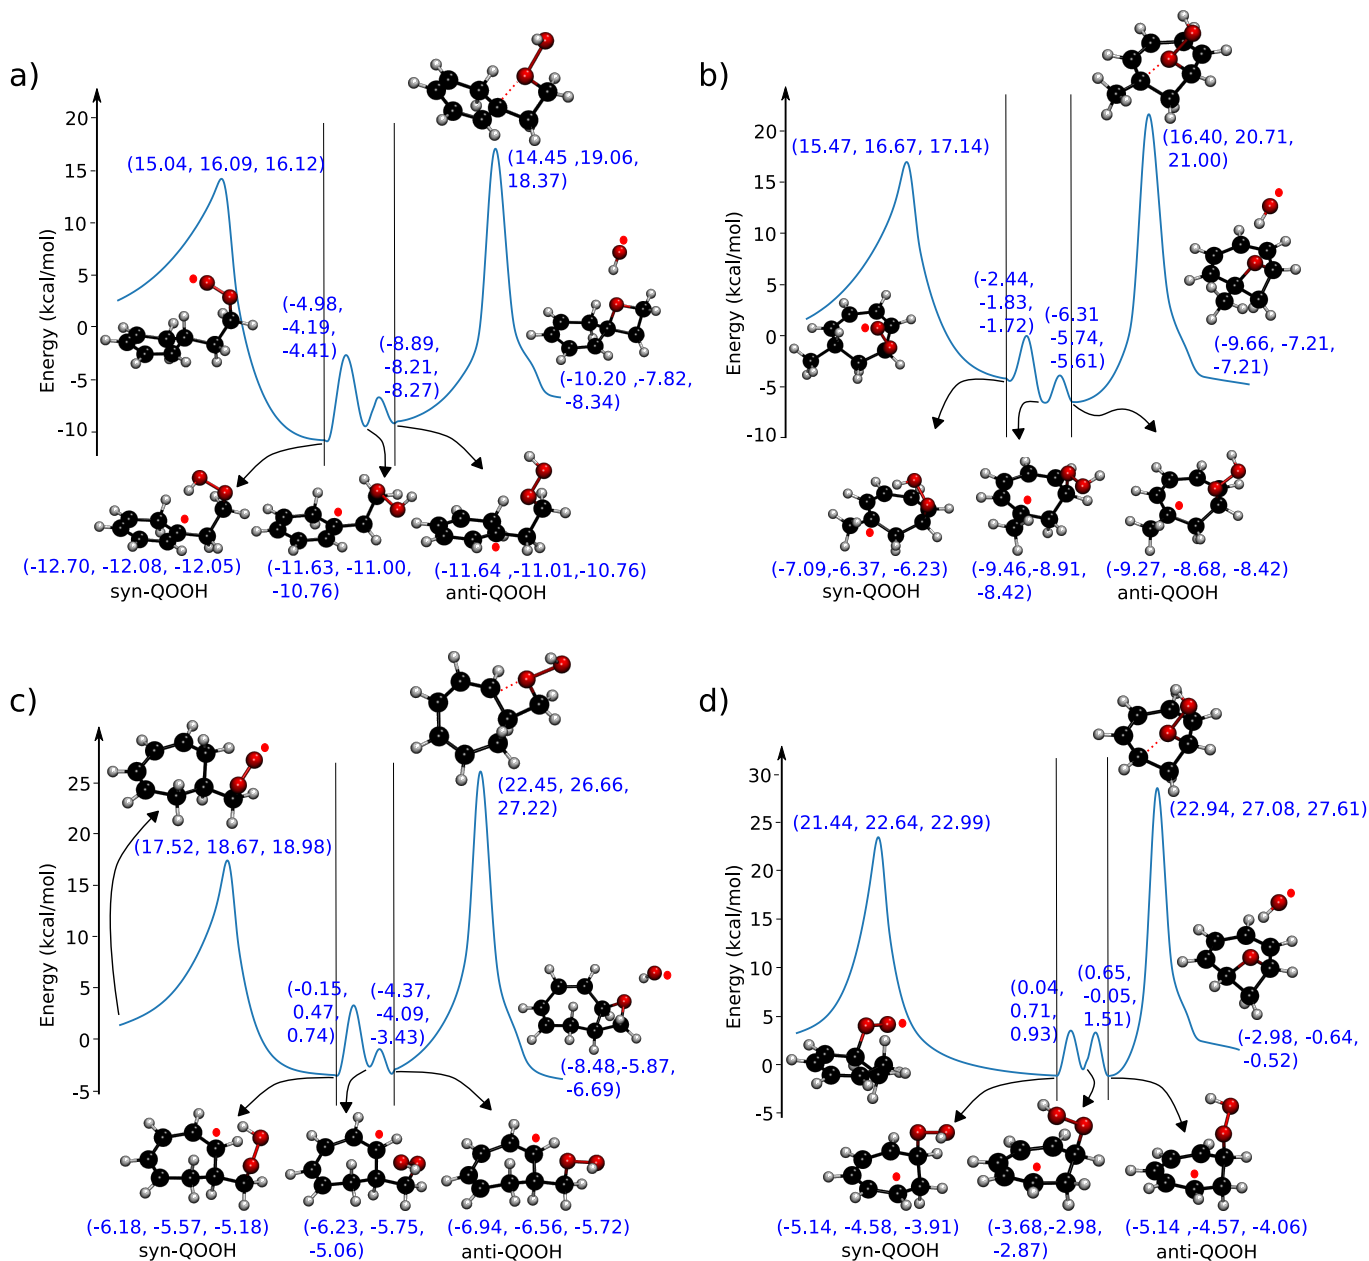 a)
Energy (kcal/mol)
20
15
10
5
0
-5
-10
(15.04, 16.09, 16.12)
(-4.98,
-4.19,
-4.41)
(-8.89,
-8.21,
-8.27)
(14.45 ,19.06,
18.37)
(-10.20 ,-7.82,
-8.34)
(-12.70, -12.08, -12.05)
syn-QOOH
(-11.63, -11.00,
-10.76)
(-11.64 ,-11.01,-10.76)
anti-QOOH
b)
Energy (kcal/mol)
20
15
10
5
0
-5
-10
(15.47, 16.67, 17.14)
(-2.44,
-1.83,
-1.72)
(-6.31
-5.74,
-5.61)
(16.40, 20.71,
21.00)
(-9.66, -7.21,
-7.21)
(-7.09,-6.37, -6.23)
syn-QOOH
(-9.46,-8.91,
-8.42)
(-9.27, -8.68, -8.42)
anti-QOOH
c)
Energy (kcal/mol)
25
20
15
10
5
0
-5
(17.52, 18.67, 18.98)
(-0.15,
0.47,
0.74)
(-4.37,
-4.09,
-3.43)
(22.45, 26.66,
27.22)
(-8.48,-5.87,
-6.69)
(-6.18, -5.57, -5.18)
syn-QOOH
(-6.23, -5.75,
-5.06)
(-6.94, -6.56, -5.72)
anti-QOOH
d)
Energy (kcal/mol)
30
25
20
15
10
5
0
-5
(21.44, 22.64, 22.99)
(0.04,
0.71,
0.93)
(0.65,
-0.05,
1.51)
(22.94, 27.08, 27.61)
(-2.98, -0.64,
-0.52)
(-5.14, -4.58, -3.91)
syn-QOOH
(-3.68,-2.98,
-2.87)
(-5.14, -4.57, -4.06)
anti-QOOH